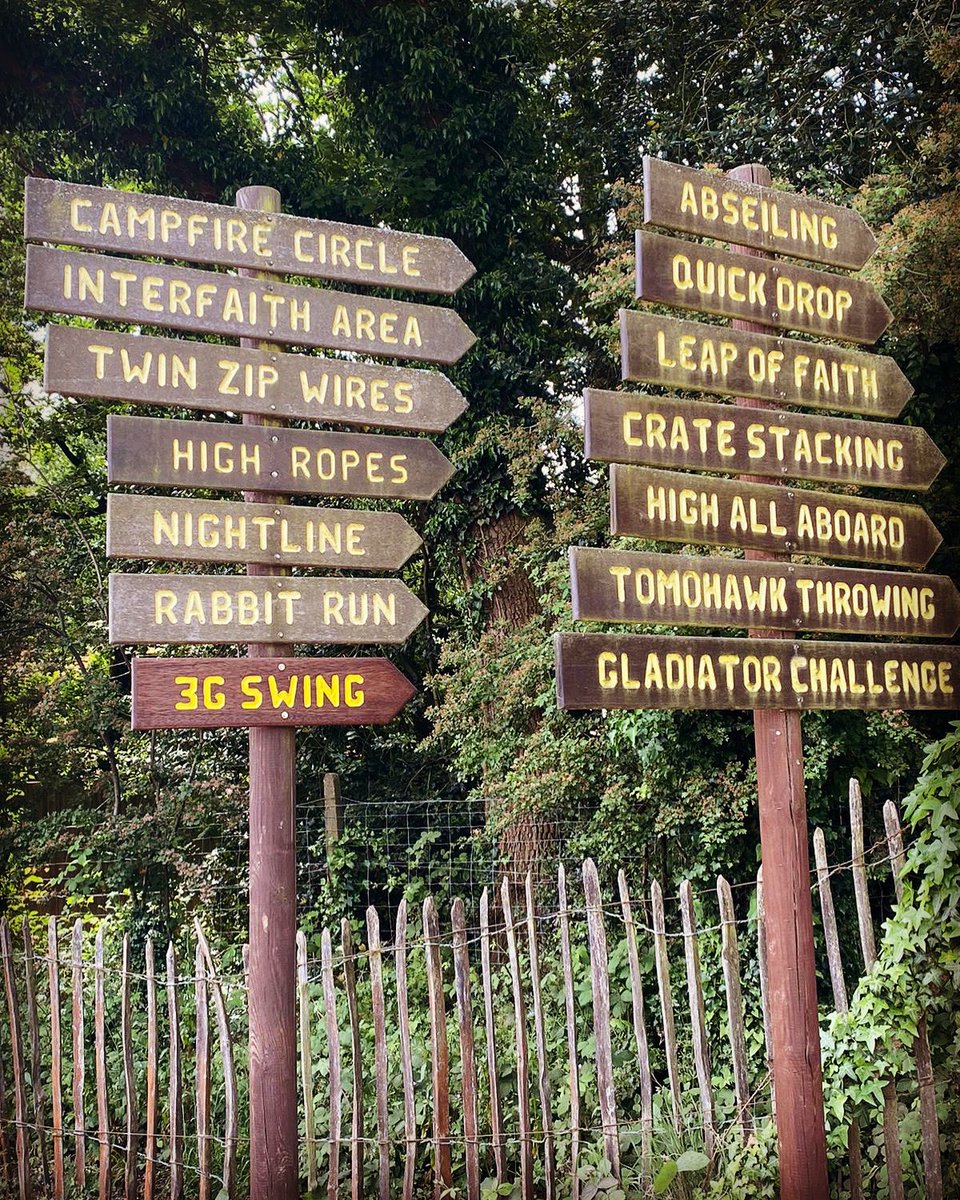 CAMPFIRE CIRCLE
INTERFAITH AREA
TWIN ZIP WIRES
HIGH ROPES
NIGHTLINE
RABBIT RUN
3G SWING
ABSEILING
QUICK DROP
LEAP OF FAITH
CRATE STACKING
HIGH ALL ABOARD
TOMOHAWK THROWING
GLADIATOR CHALLENGE